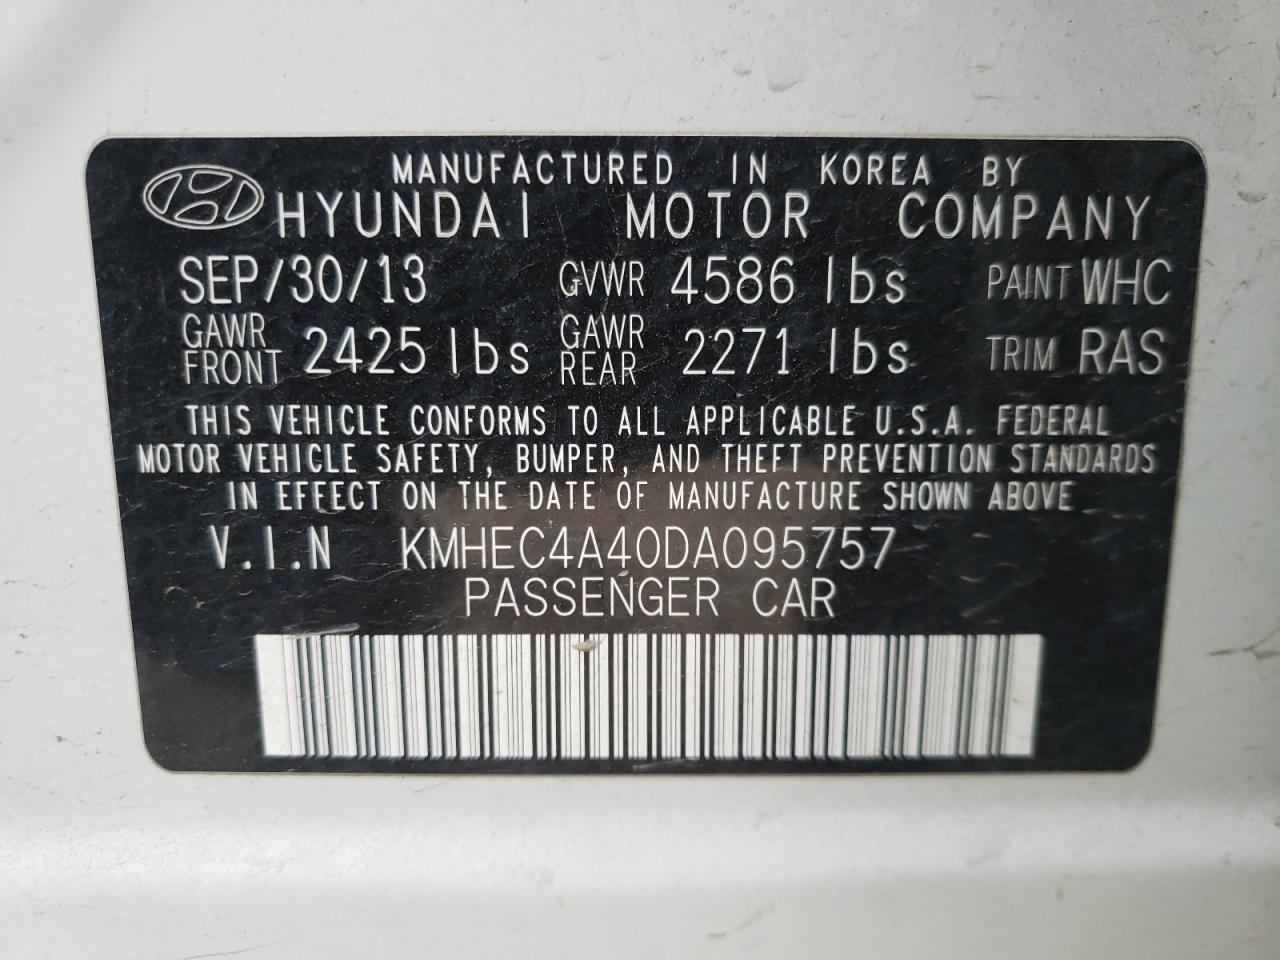 MANUFACTURED IN KOREA BY
HYUNDAI MOTOR COMPANY
SEP/30/13 GVWR 4586 lbs PAINT WHC
GAWR FRONT 2425 lbs GAWR REAR 2271 lbs TRIM RAS
THIS VEHICLE CONFORMS TO ALL APPLICABLE U.S.A. FEDERAL
MOTOR VEHICLE SAFETY, BUMPER, AND THEFT PREVENTION STANDARDS
IN EFFECT ON THE DATE OF MANUFACTURE SHOWN ABOVE
V.I.N KMHEC4A40DA095757
PASSENGER CAR